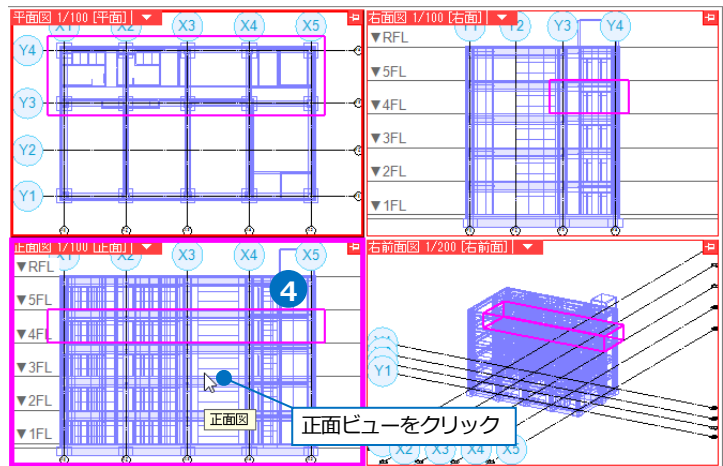 平面図 1/100 [平面]
X1 X2 X3 X4 X5
Y4
Y3
Y2
Y1
右面図 1/100 [右面]
Y1 Y2 Y3 Y4
▼RFL
▼5FL
▼4FL
▼3FL
▼2FL
▼1FL
正面図 1/100 [正面]
X1 X2 X3 X4 X5
▼RFL
▼5FL
▼4FL
▼3FL
▼2FL
▼1FL
4
正面図
正面ビューをクリック
右前面図 1/200 [右前面]
Y1
X2 X3 X4 X5